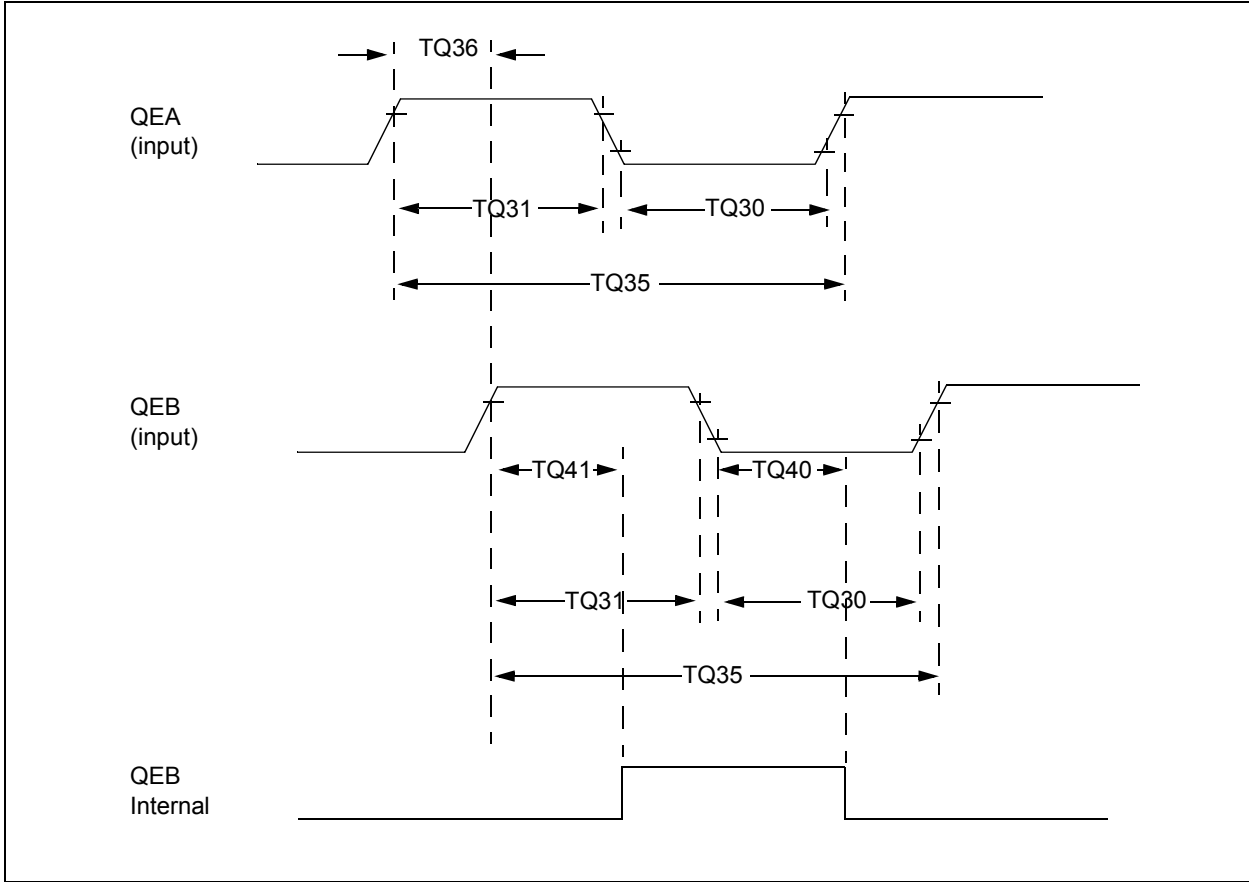 TQ36
QEA
(input)
TQ31
TQ30
TQ35
QEB
(input)
TQ41
TQ40
TQ31
TQ30
TQ35
QEB
Internal